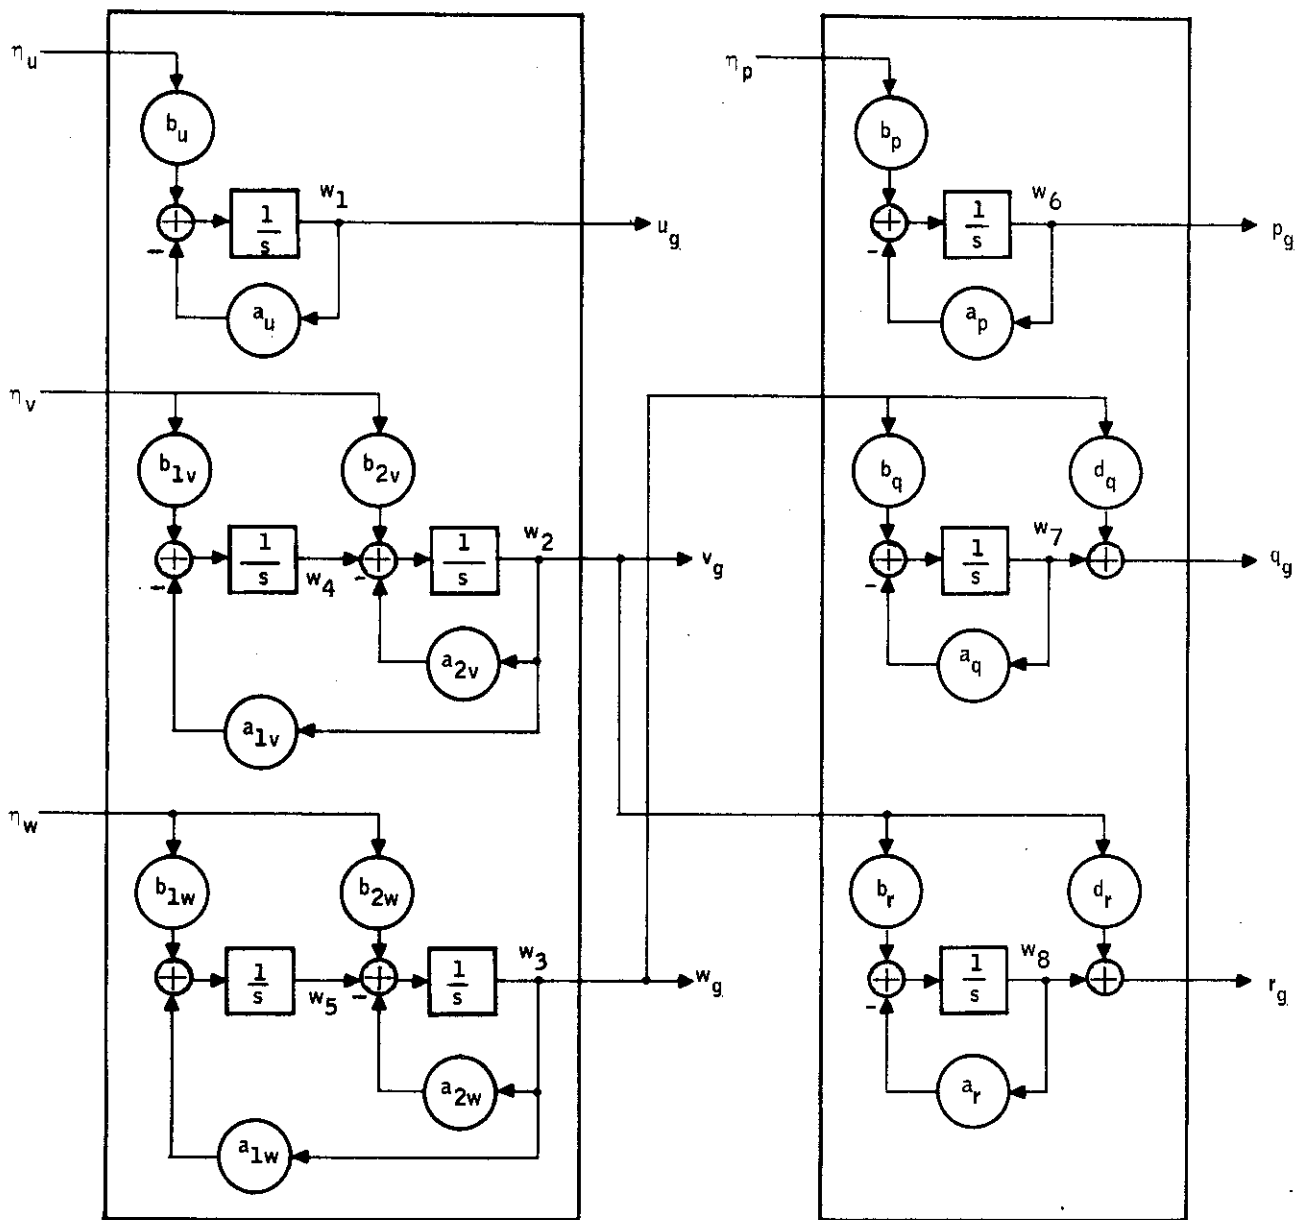 η_u
b_u
w_1
1/s
u_g
a_u
-
η_v
b_1v
b_2v
1/s
w_4
1/s
w_2
v_g
-
-
a_2v
a_1v
η_w
b_1w
b_2w
1/s
w_5
1/s
w_3
w_g
-
a_2w
a_1w
η_p
b_p
w_6
1/s
p_g
-
a_p
b_q
d_q
w_7
1/s
q_g
-
a_q
b_r
d_r
w_8
1/s
r_g
-
a_r